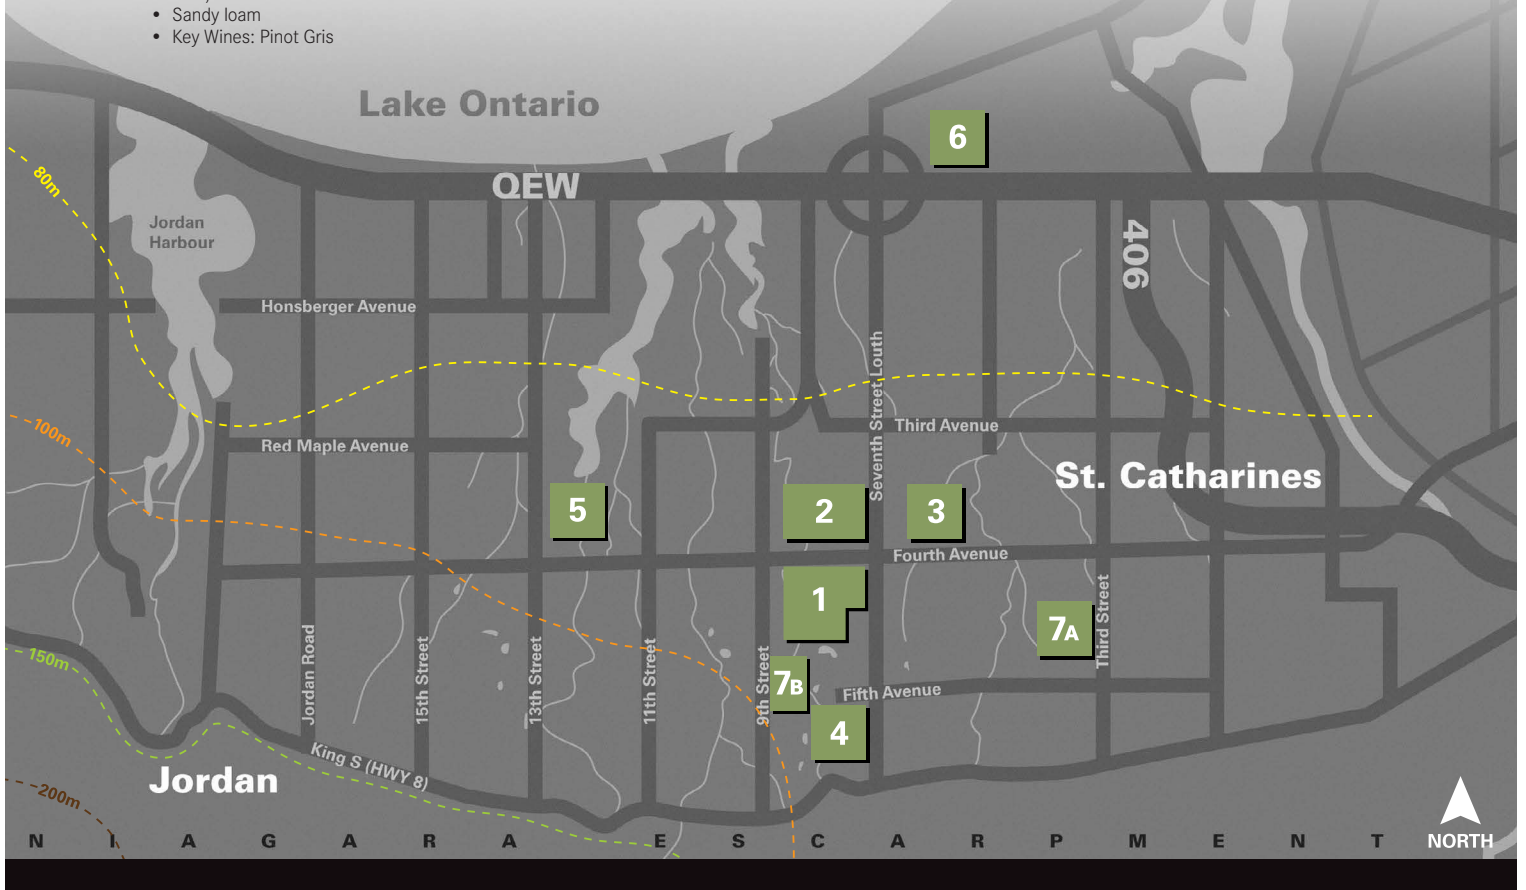 • Sandy loam
• Key Wines: Pinot Gris
Lake Ontario
6
QEW
80m
Jordan
Harbour
406
Honsberger Avenue
Seventh Street Louth
Third Avenue
100m
Red Maple Avenue
St. Catharines
5
2
3
Fourth Avenue
1
7A
Third Street
150m
Jordan Road
15th Street
13th Street
11th Street
9th Street
7B
Fifth Avenue
4
King S (HWY 8)
Jordan
200m
NIAGARA ESCARPMENT
NORTH